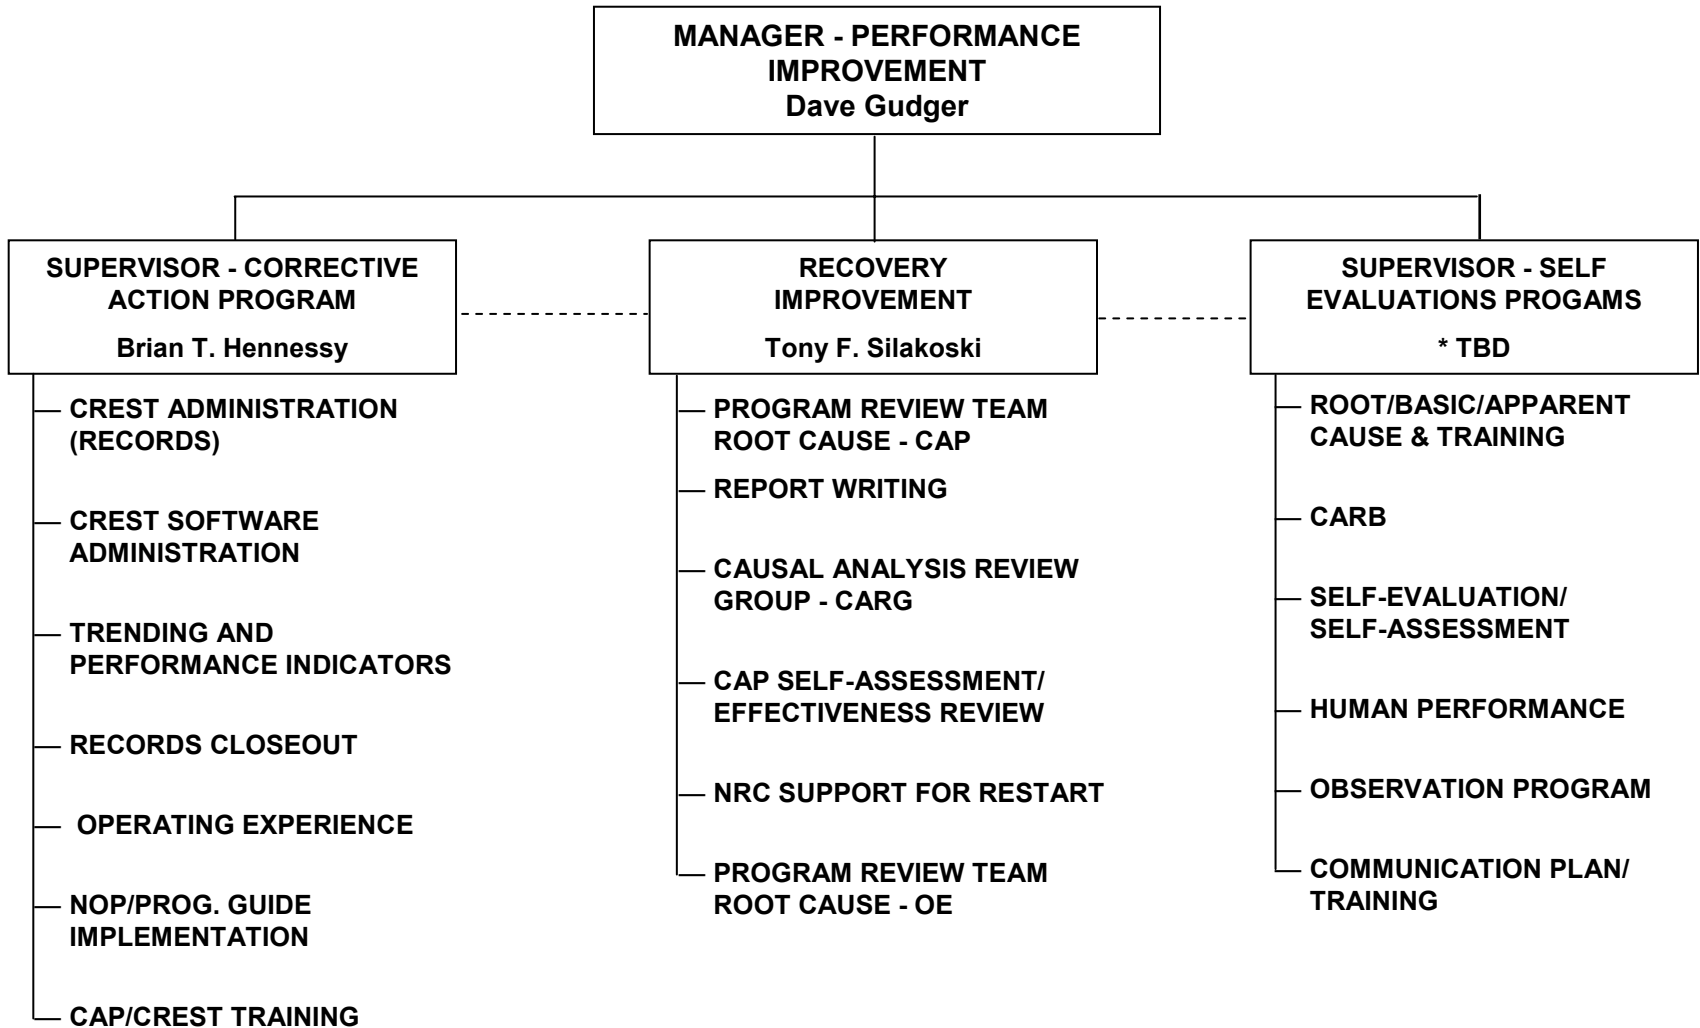 MANAGER - PERFORMANCE
IMPROVEMENT
Dave Gudger
SUPERVISOR - CORRECTIVE
ACTION PROGRAM
Brian T. Hennessy
CREST ADMINISTRATION
(RECORDS)
CREST SOFTWARE
ADMINISTRATION
TRENDING AND
PERFORMANCE INDICATORS
RECORDS CLOSEOUT
OPERATING EXPERIENCE
NOP/PROG. GUIDE
IMPLEMENTATION
CAP/CREST TRAINING
RECOVERY
IMPROVEMENT
Tony F. Silakoski
PROGRAM REVIEW TEAM
ROOT CAUSE - CAP
REPORT WRITING
CAUSAL ANALYSIS REVIEW
GROUP - CARG
CAP SELF-ASSESSMENT/
EFFECTIVENESS REVIEW
NRC SUPPORT FOR RESTART
PROGRAM REVIEW TEAM
ROOT CAUSE - OE
SUPERVISOR - SELF
EVALUATIONS PROGAMS
* TBD
ROOT/BASIC/APPARENT
CAUSE & TRAINING
CARB
SELF-EVALUATION/
SELF-ASSESSMENT
HUMAN PERFORMANCE
OBSERVATION PROGRAM
COMMUNICATION PLAN/
TRAINING